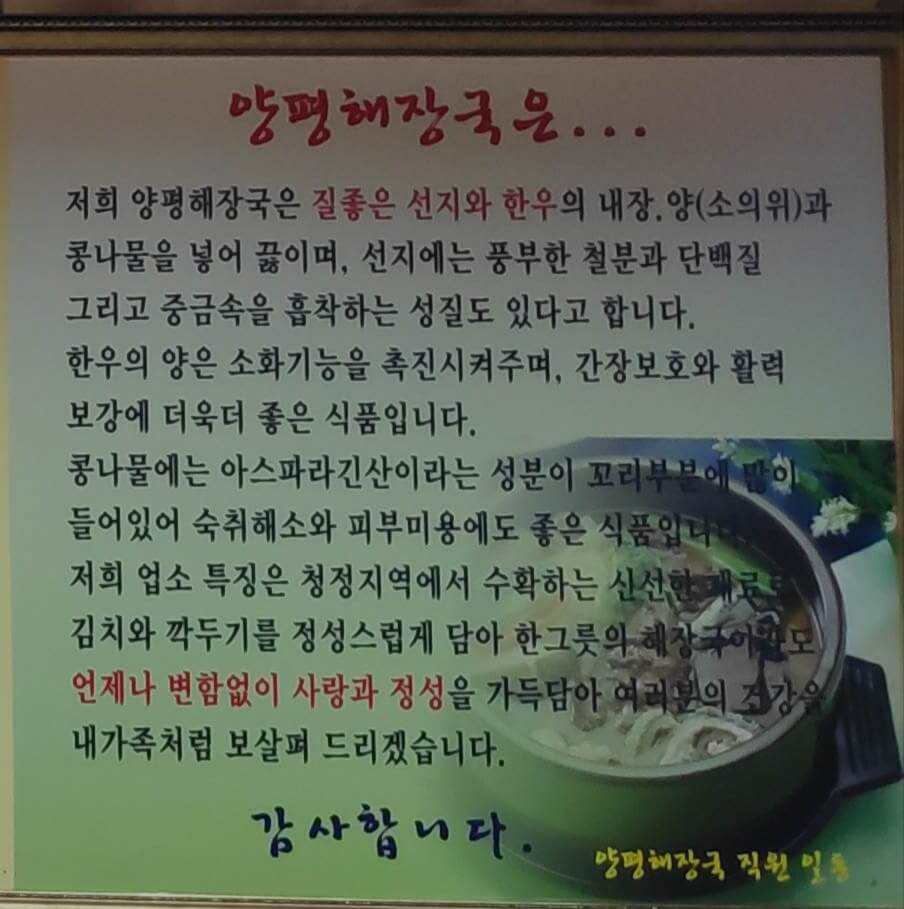 양평해장국은...
저희 양평해장국은 질좋은 선지와 한우의 내장.양(소의위)과
콩나물을 넣어 끓이며, 선지에는 풍부한 철분과 단백질
그리고 중금속을 흡착하는 성질도 있다고 합니다.
한우의 양은 소화기능을 촉진시켜주며, 간장보호와 활력
보강에 더욱더 좋은 식품입니다.
콩나물에는 아스파라긴산이라는 성분이 꼬리부분에 많이
들어있어 숙취해소와 피부미용에도 좋은 식품입니다.
저희 업소 특징은 청정지역에서 수확하는 신선한 재료로
김치와 깍두기를 정성스럽게 담아 한그릇의 해장국이라도
언제나 변함없이 사랑과 정성을 가득담아 여러분의 건강을
내가족처럼 보살펴 드리겠습니다.
감사합니다.
양평해장국 직원 일동